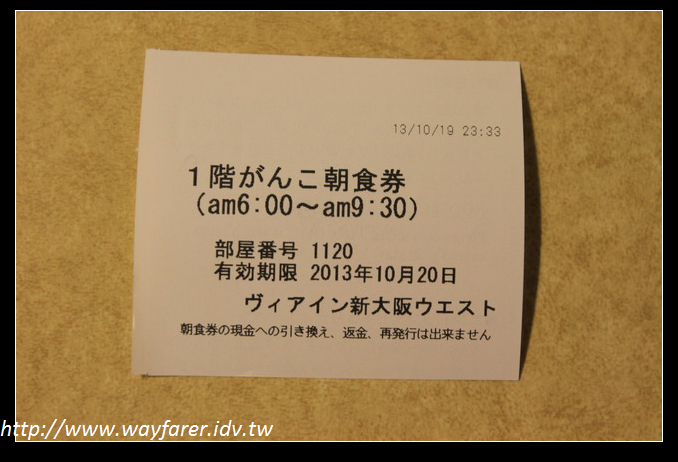 13/10/19 23:33
1階がんこ朝食券
(am6:00～am9:30)
部屋番号 1120
有効期限 2013年10月20日
ヴィアイン新大阪ウエスト
朝食券の現金への引き換え、返金、再発行は出来ません
http://www.wayfarer.idv.tw